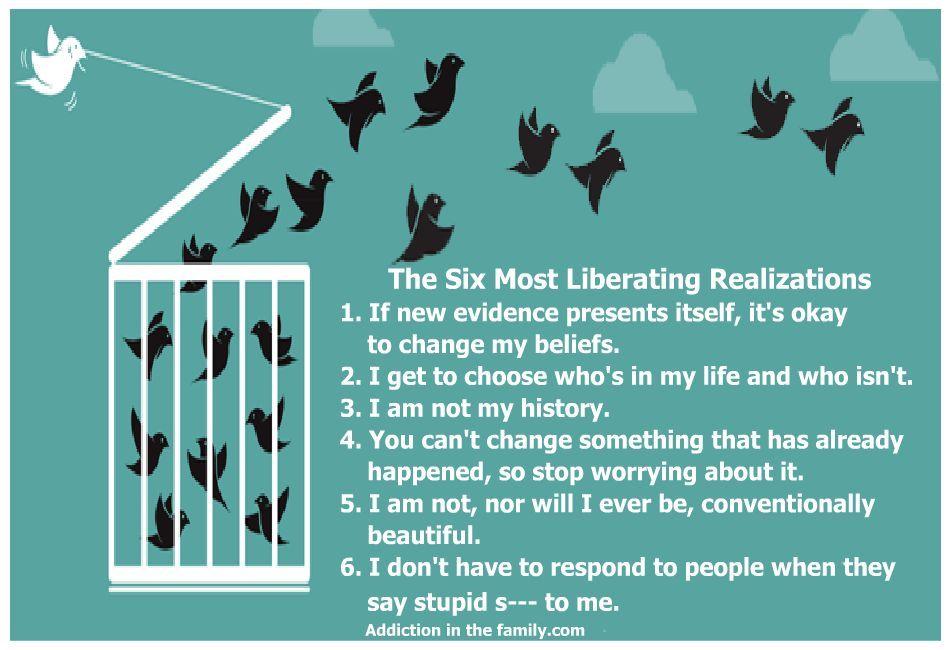 The Six Most Liberating Realizations
1. If new evidence presents itself, it's okay
to change my beliefs.
2. I get to choose who's in my life and who isn't.
3. I am not my history.
4. You can't change something that has already
happened, so stop worrying about it.
5. I am not, nor will I ever be, conventionally
beautiful.
6. I don't have to respond to people when they
say stupid s--- to me.
Addiction in the family.com